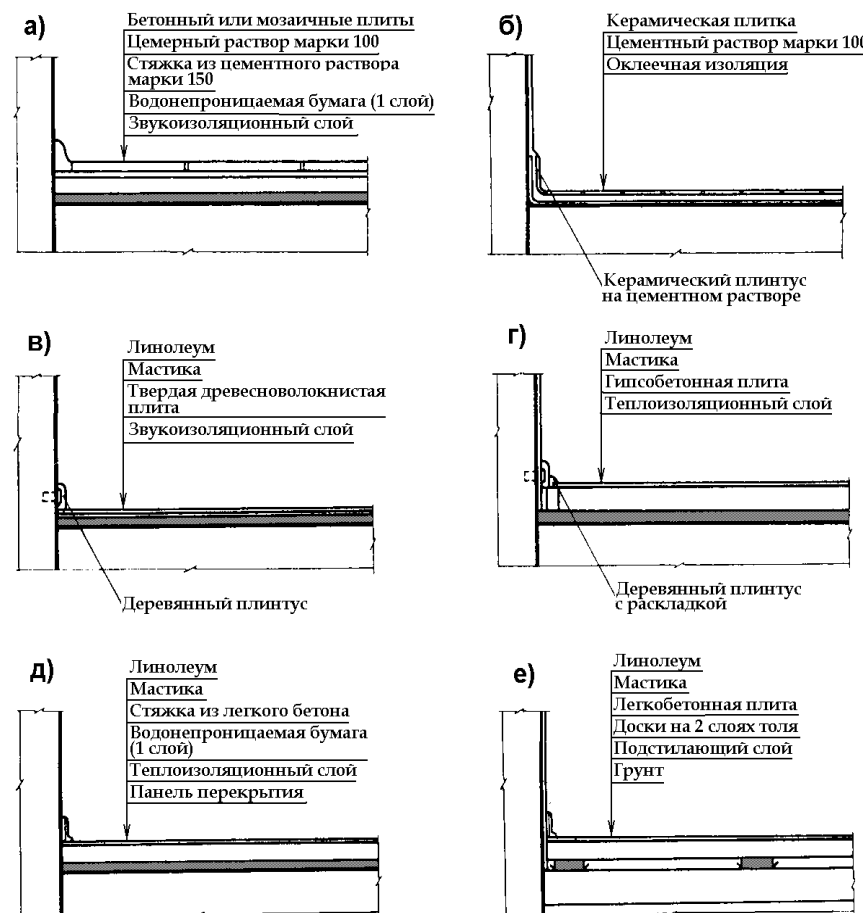 а)
Бетонный или мозаичные плиты
Цемерный раствор марки 100
Стяжка из цементного раствора
марки 150
Водонепроницаемая бумага (1 слой)
Звукоизоляционный слой
б)
Керамическая плитка
Цементный раствор марки 100
Оклеечная изоляция
Керамический плинтус
на цементном растворе
в)
Линолеум
Мастика
Твердая древесноволокнистая
плита
Звукоизоляционный слой
Деревянный плинтус
г)
Линолеум
Мастика
Гипсобетонная плита
Теплоизоляционный слой
Деревянный плинтус
с раскладкой
д)
Линолеум
Мастика
Стяжка из легкого бетона
Водонепроницаемая бумага
(1 слой)
Теплоизоляционный слой
Панель перекрытия
е)
Линолеум
Мастика
Легкобетонная плита
Доски на 2 слоях толя
Подстилающий слой
Грунт